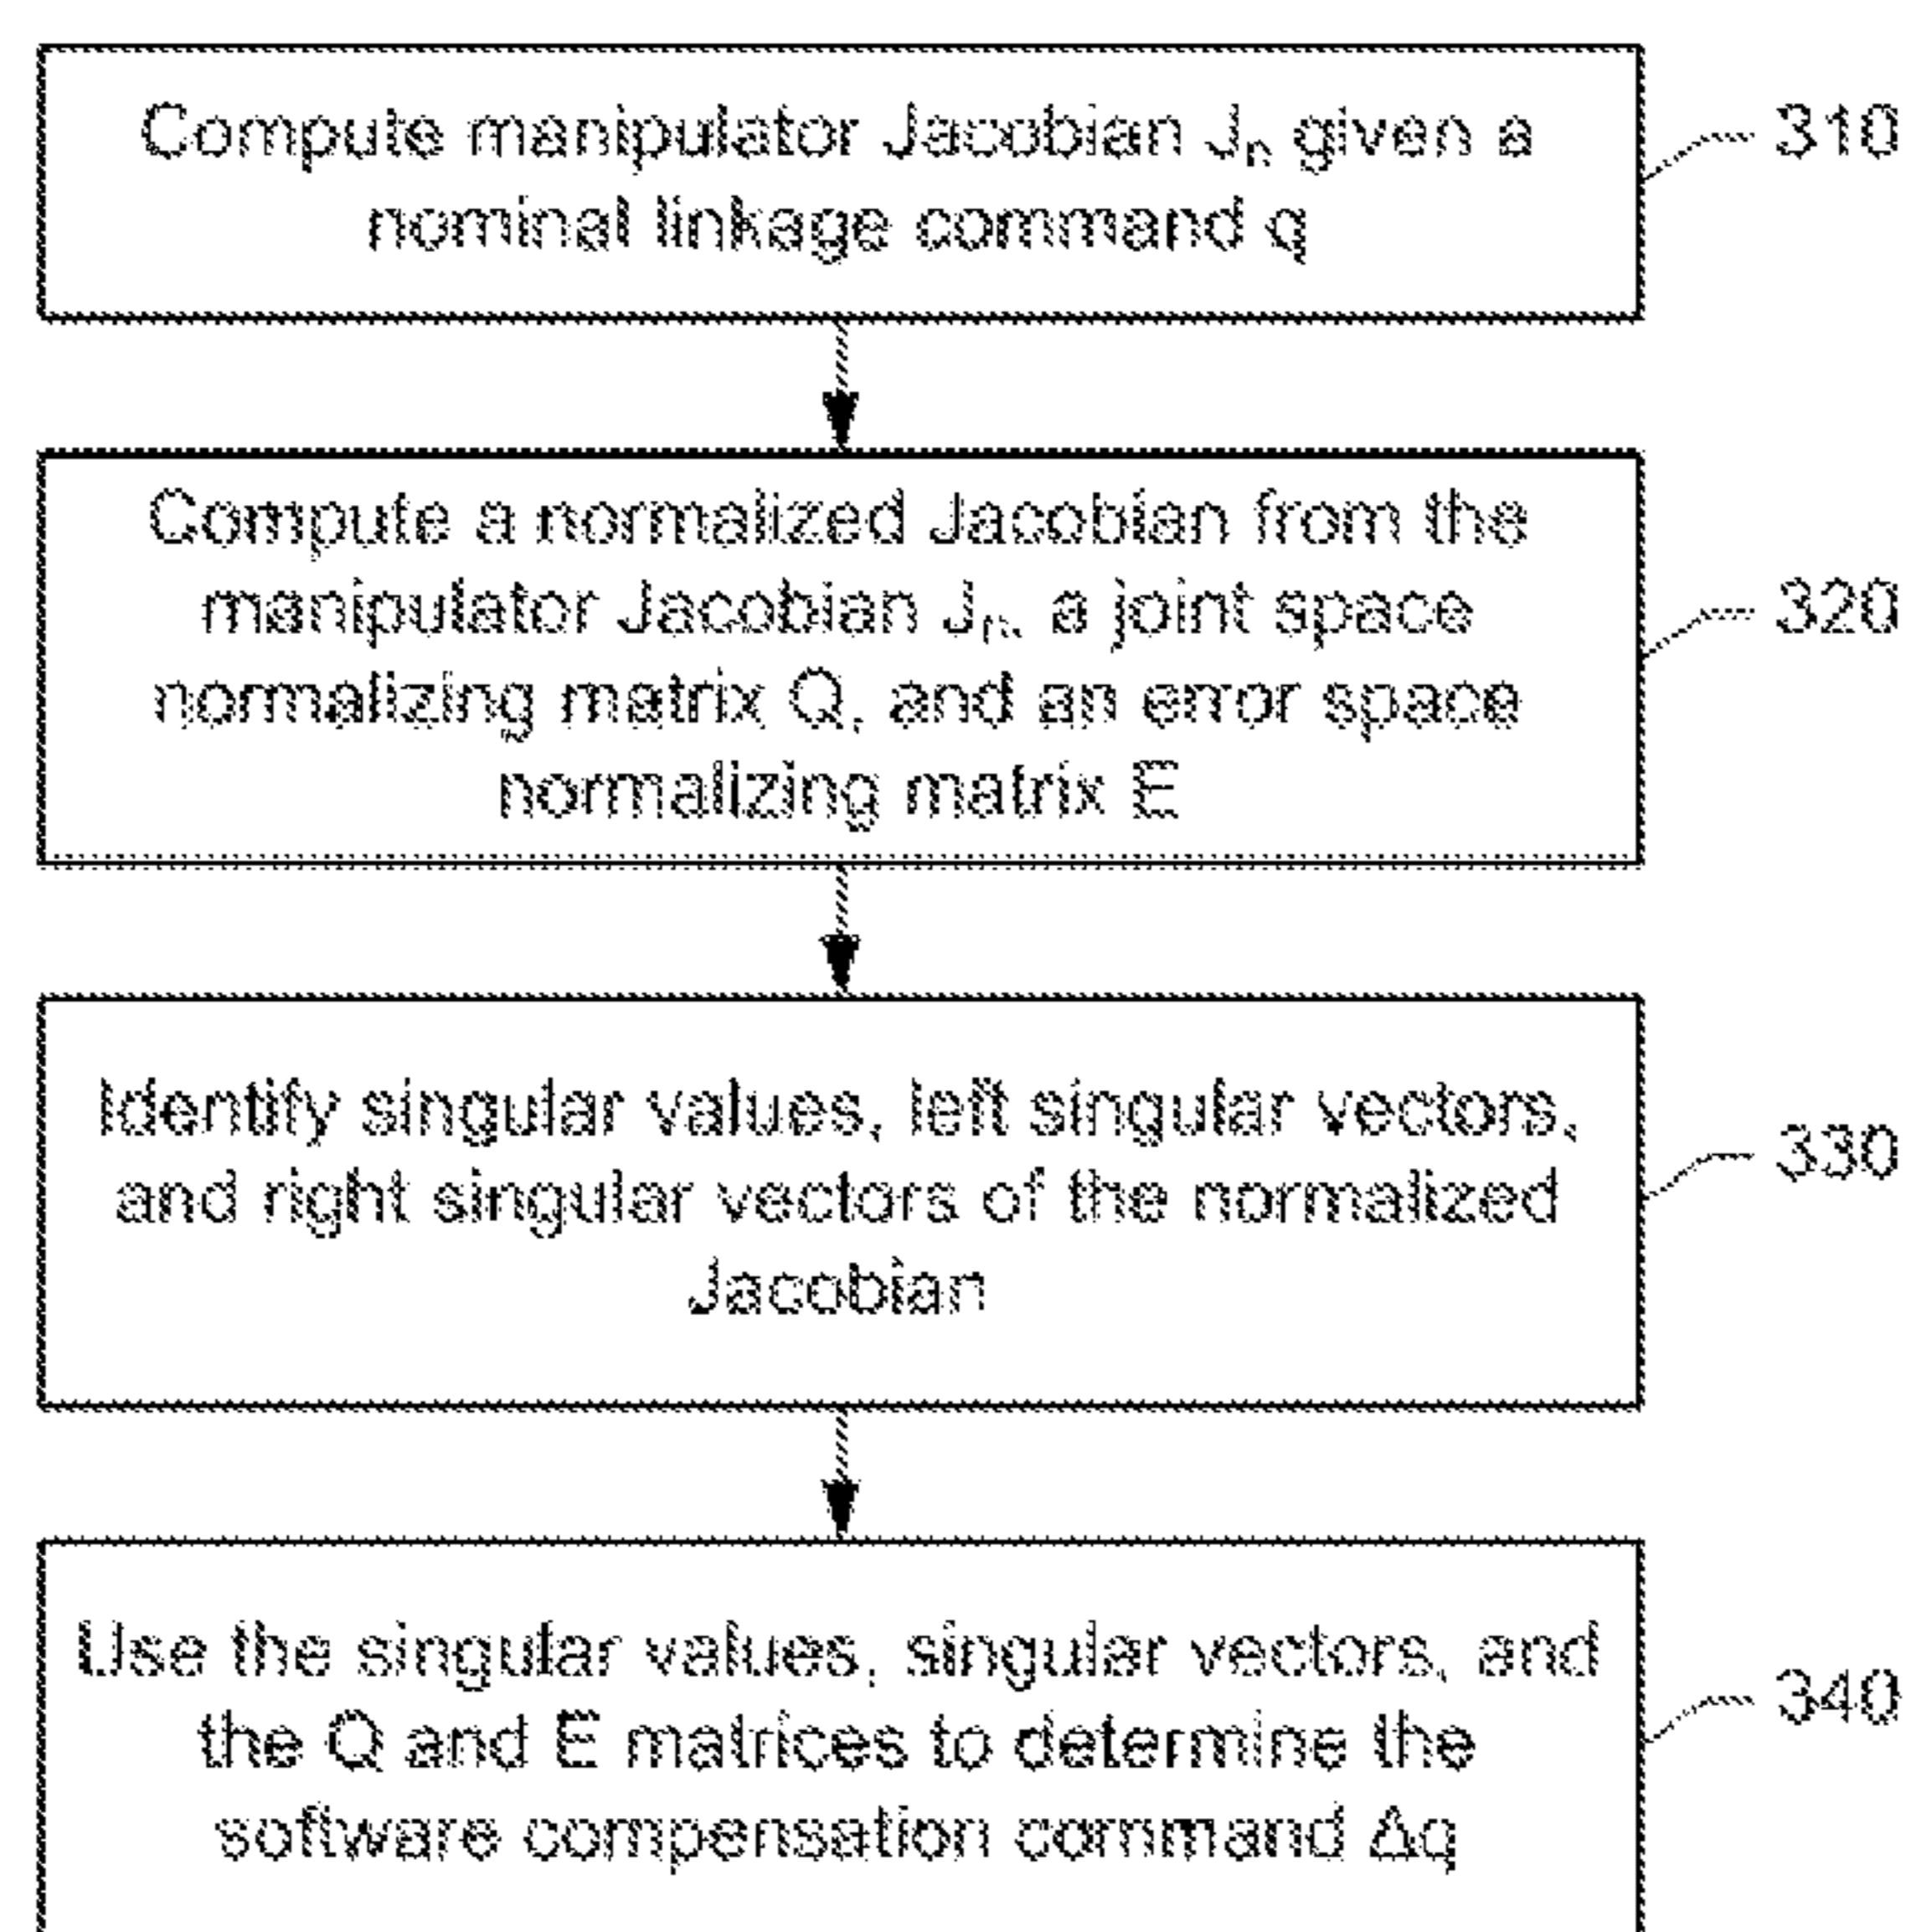 Compute manipulator Jacobian Jₙ given a
nominal linkage command q
310
Compute a normalized Jacobian from the
manipulator Jacobian Jₙ, a joint space
normalizing matrix Q, and an error space
normalizing matrix E
320
Identify singular values, left singular vectors,
and right singular vectors of the normalized
Jacobian
330
Use the singular values, singular vectors, and
the Q and E matrices to determine the
software compensation command Δq
340